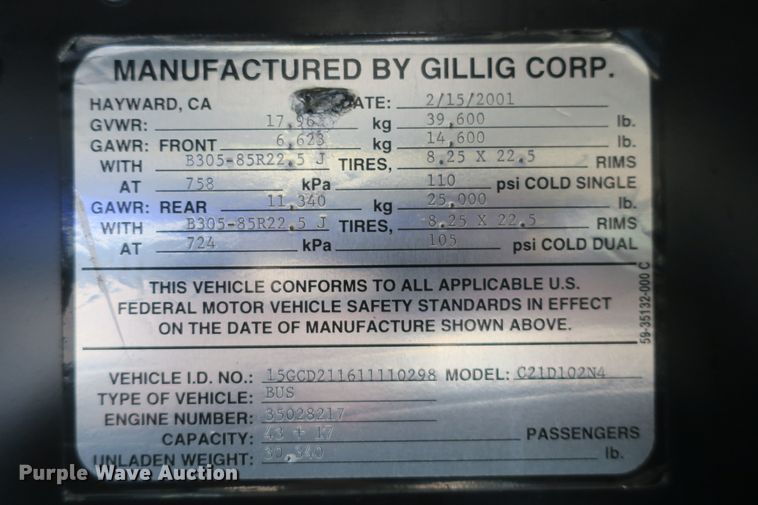 MANUFACTURED BY GILLIG CORP.
HAYWARD, CA DATE: 2/15/2001
GVWR: kg 39,600 lb.
GAWR: FRONT 6,623 kg 14,600 lb.
WITH B305-85R22.5 J TIRES, 8.25 X 22.5 RIMS
AT 758 kPa 110 psi COLD SINGLE
GAWR: REAR 11,340 kg 25,000 lb.
WITH B305-85R22.5 J TIRES, 8.25 X 22.5 RIMS
AT 724 kPa 105 psi COLD DUAL
THIS VEHICLE CONFORMS TO ALL APPLICABLE U.S.
FEDERAL MOTOR VEHICLE SAFETY STANDARDS IN EFFECT
ON THE DATE OF MANUFACTURE SHOWN ABOVE.
59-35132-000 C
VEHICLE I.D. NO.: 15GCD211611110298 MODEL: C21D102N4
TYPE OF VEHICLE: BUS
ENGINE NUMBER: 35028217
CAPACITY: 43 + 17 PASSENGERS
UNLADEN WEIGHT: 30,340 lb.
Purple Wave Auction